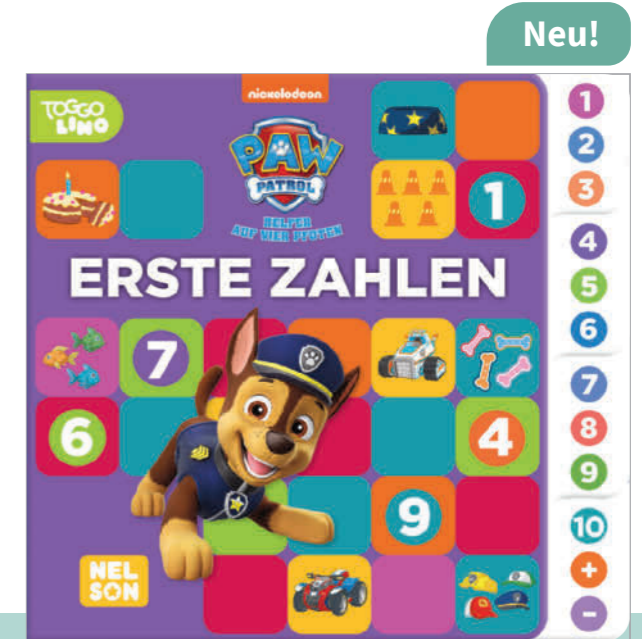 Neu!
nickelodeon
TOGGO
LINO
PAW
PATROL
HELFER
AUF VIER PFOTEN
1
ERSTE ZAHLEN
7
6
4
9
NEL
SON
1
2
3
4
5
6
7
8
9
10
+
-